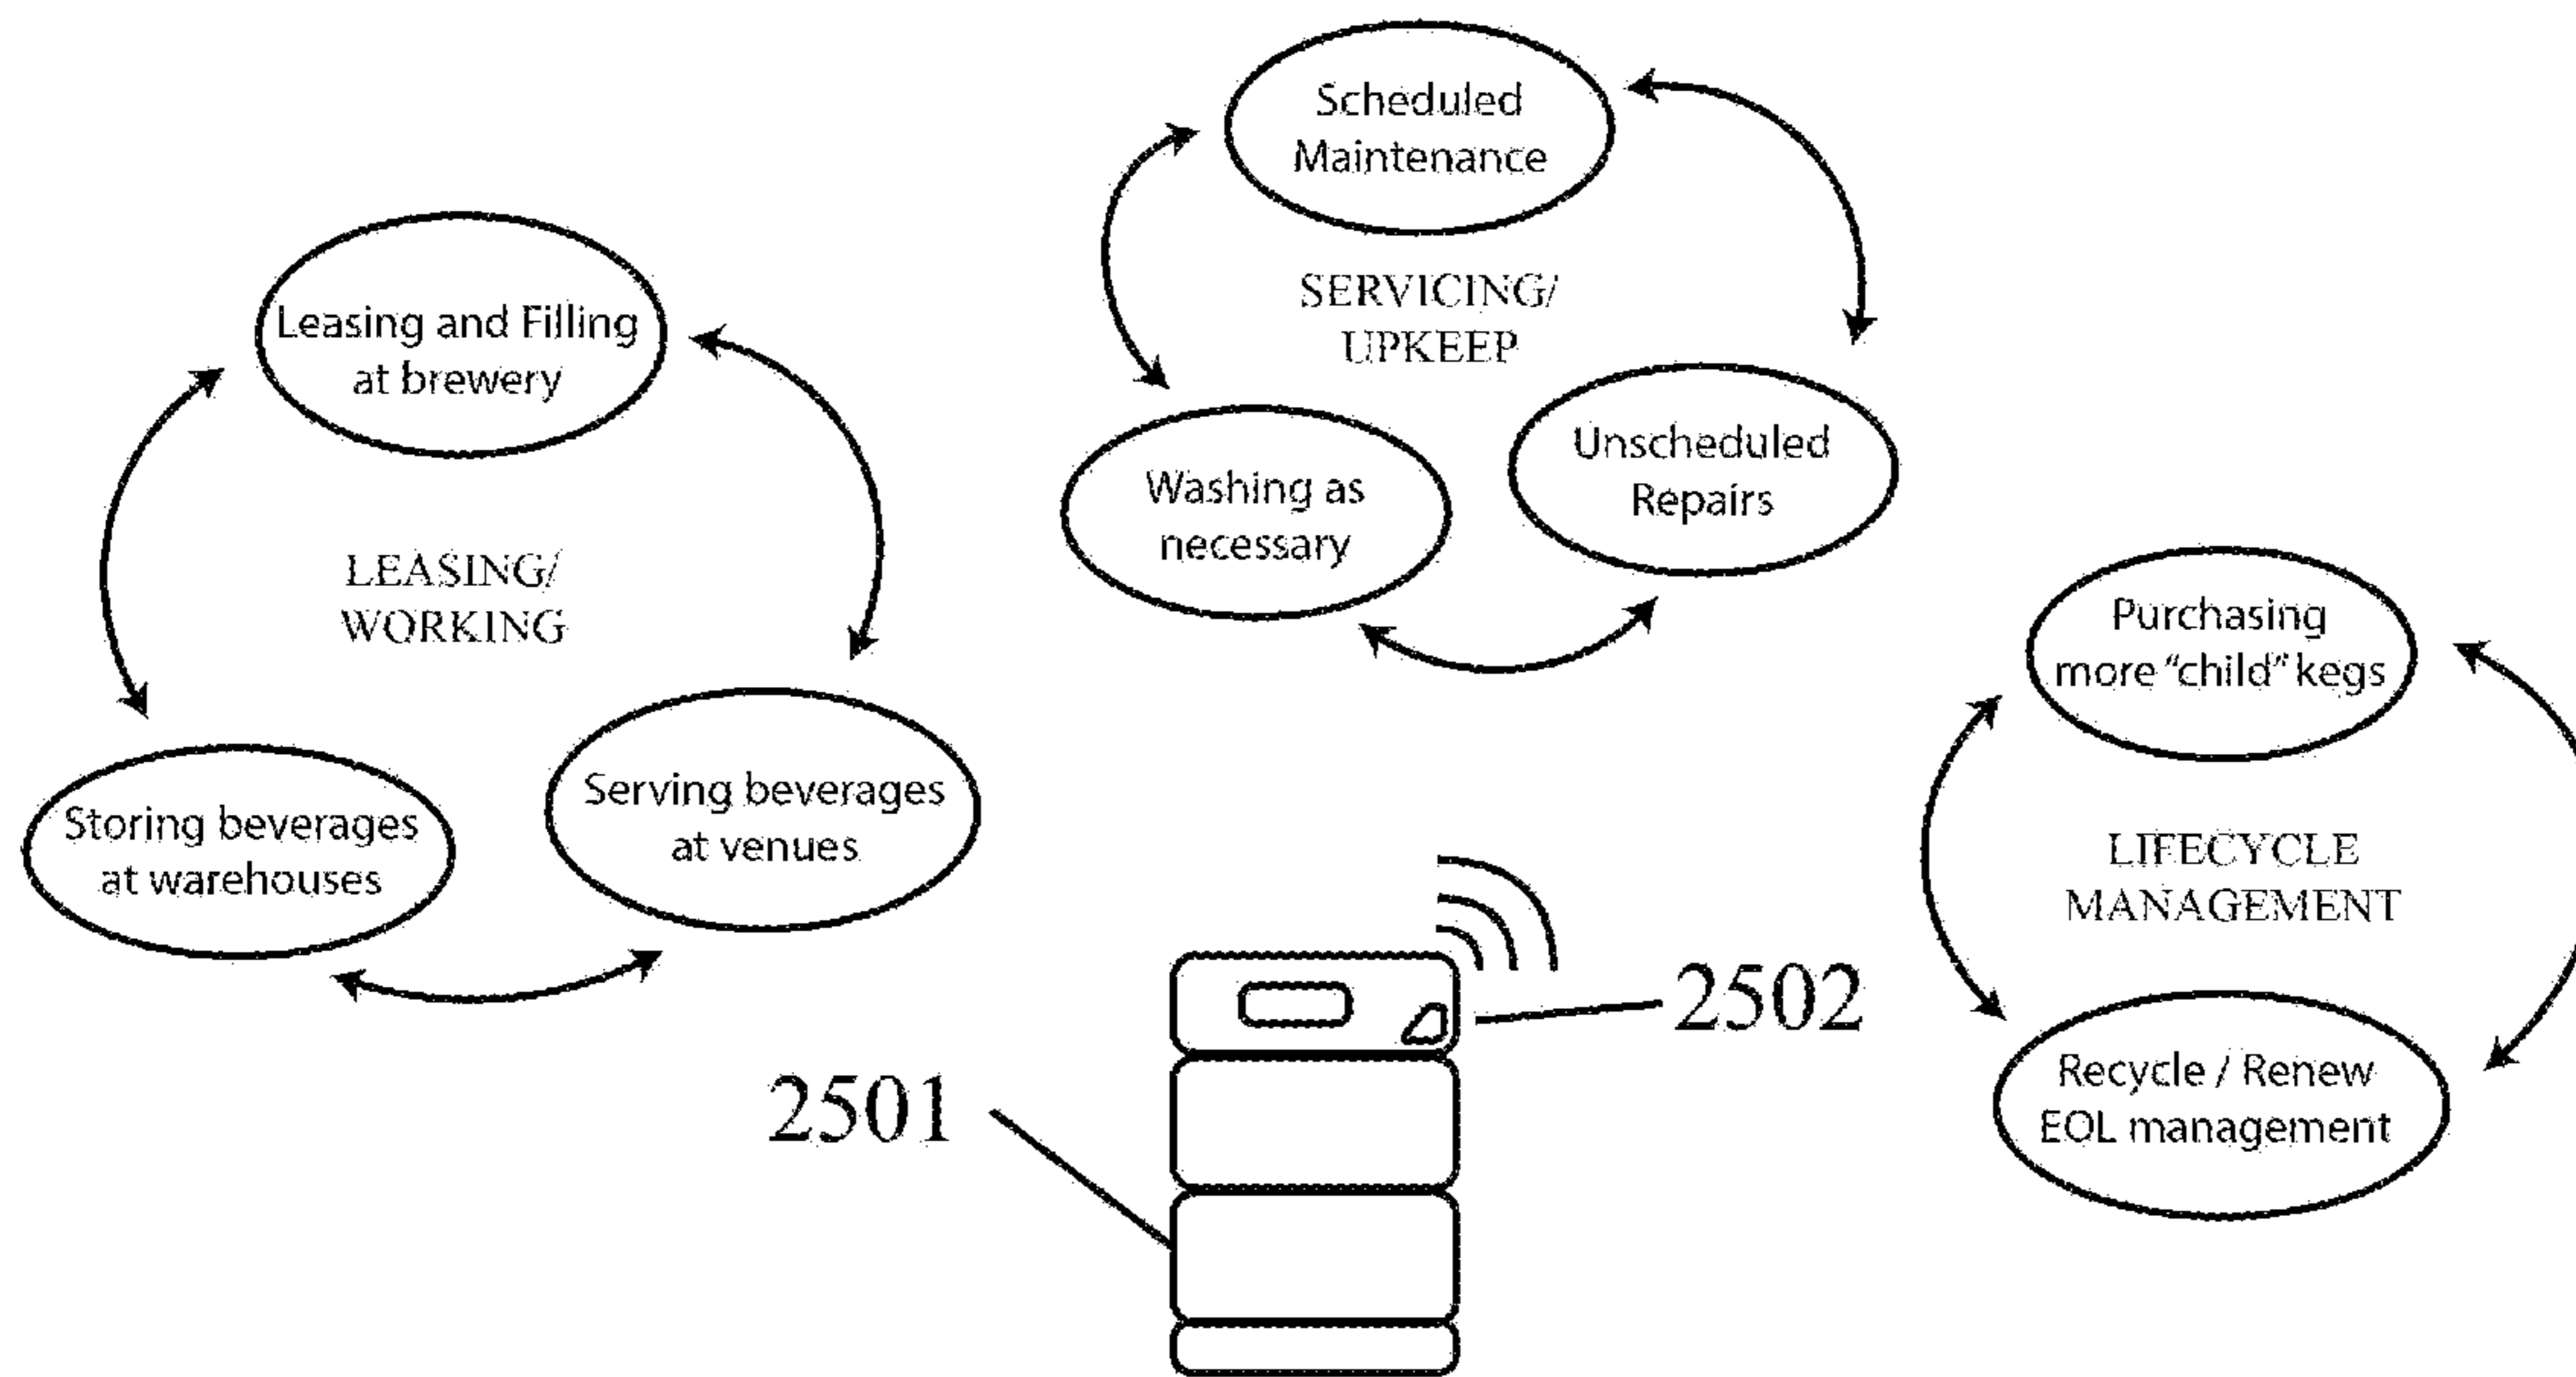 Scheduled
Maintenance
SERVICING/
UPKEEP
Washing as
necessary
Unscheduled
Repairs
Leasing and Filling
at brewery
LEASING/
WORKING
Storing beverages
at warehouses
Serving beverages
at venues
Purchasing
more “child” kegs
LIFECYCLE
MANAGEMENT
Recycle / Renew
EOL management
2502
2501